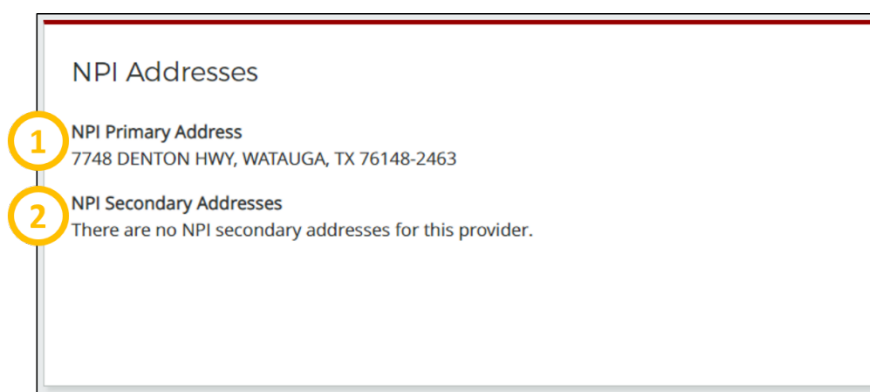 NPI Addresses
1
NPI Primary Address
7748 DENTON HWY, WATAUGA, TX 76148-2463
2
NPI Secondary Addresses
There are no NPI secondary addresses for this provider.